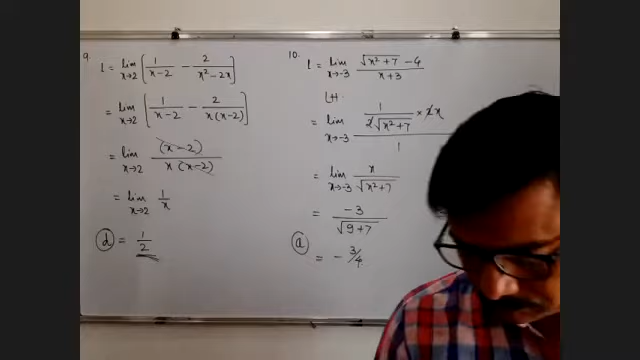 9.
L = lim x→2 [1/(x-2) - 2/(x²-2x)]
= lim x→2 [1/(x-2) - 2/(x(x-2))]
= lim x→2 (x-2)/(x(x-2))
= lim x→2 1/x
(d) = 1/2
10.
L = lim x→-3 (√(x²+7) - 4)/(x+3)
LH.
= lim x→-3 (1/(2√(x²+7)) × 2x)/1
= lim x→-3 x/√(x²+7)
= -3/√(9+7)
(a) = - 3/4